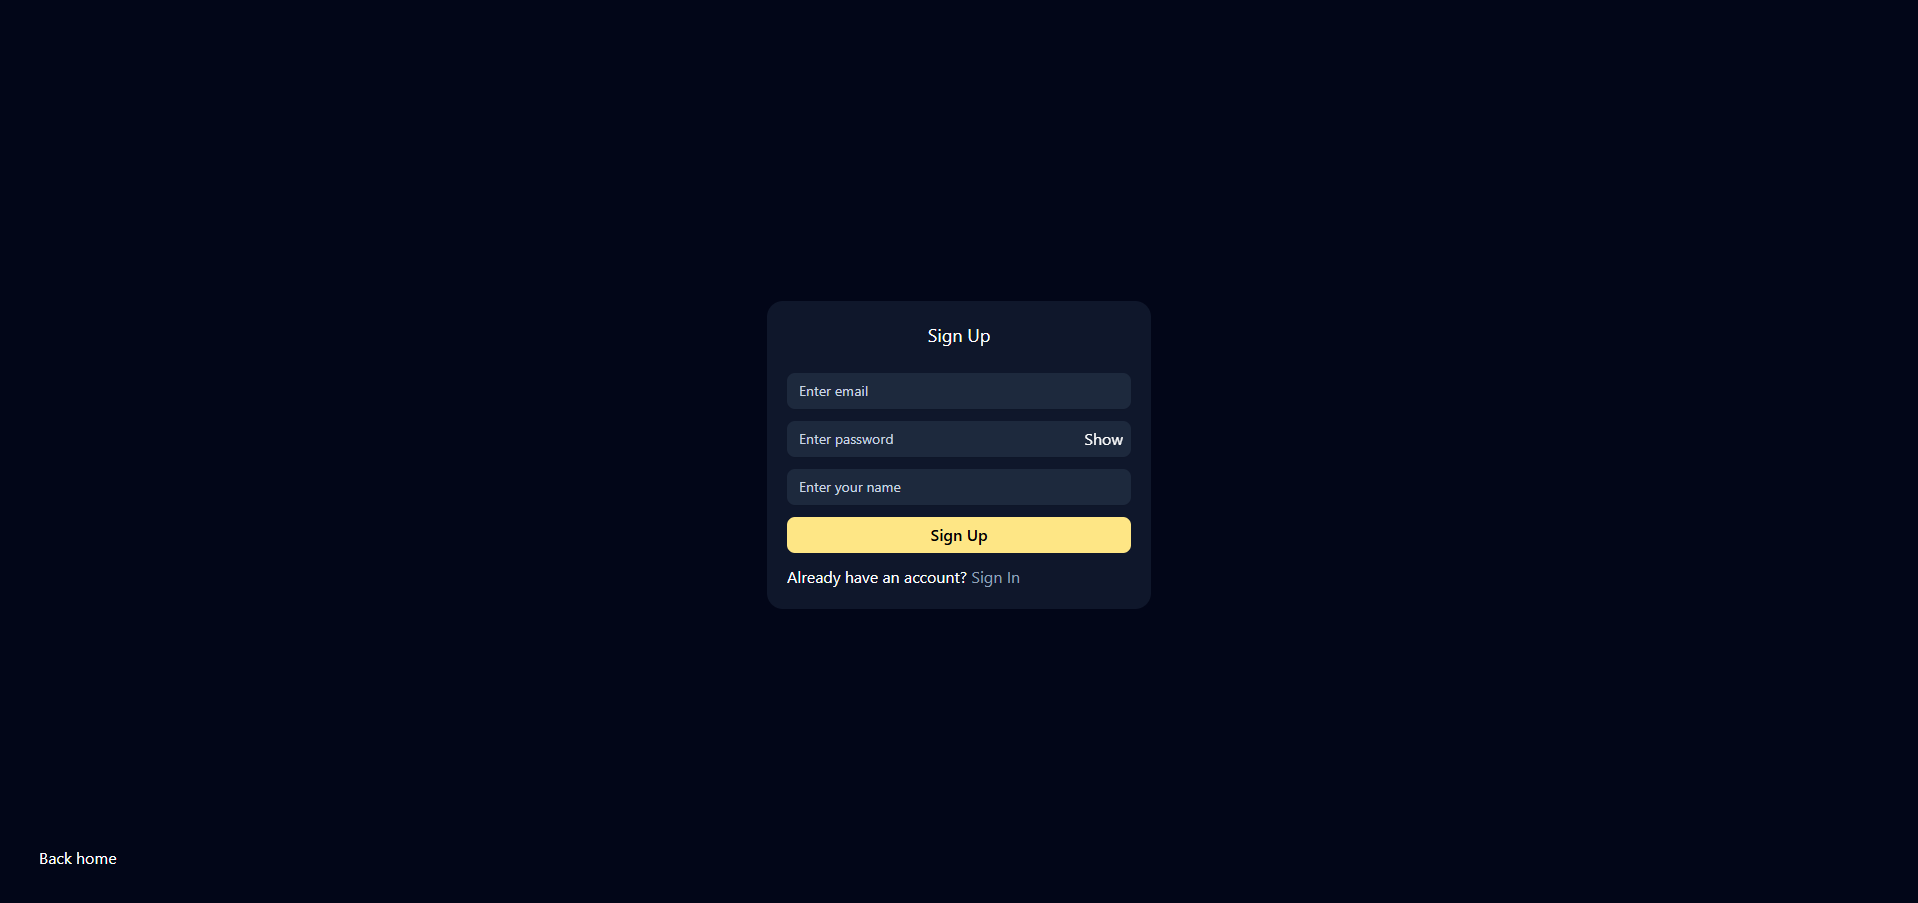 Sign Up
Enter email
Enter password Show
Enter your name
Sign Up
Already have an account? Sign In
Back home